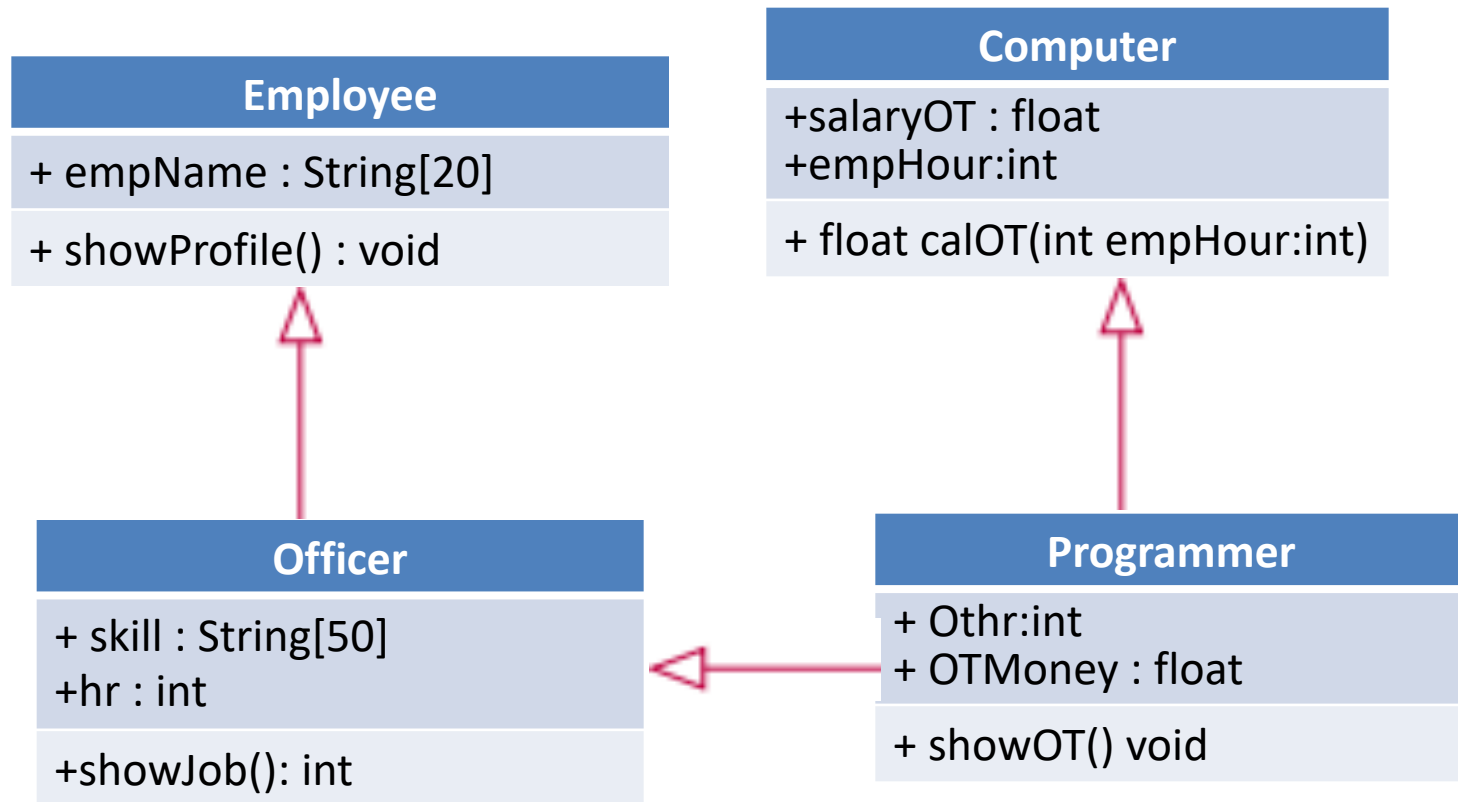 Employee
+ empName : String[20]
+ showProfile() : void
Computer
+salaryOT : float
+empHour:int
+ float calOT(int empHour:int)
Officer
+ skill : String[50]
+hr : int
+showJob(): int
Programmer
+ Othr:int
+ OTMoney : float
+ showOT() void